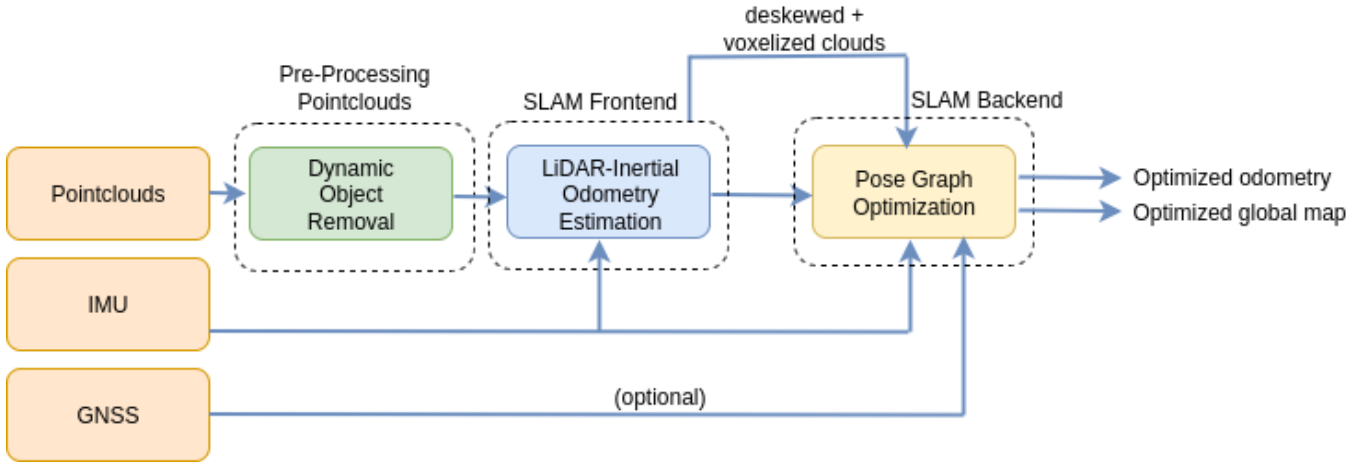 deskewed +
voxelized clouds
Pre-Processing
Pointclouds
SLAM Frontend
SLAM Backend
Pointclouds
Dynamic
Object
Removal
LiDAR-Inertial
Odometry
Estimation
Pose Graph
Optimization
Optimized odometry
Optimized global map
IMU
GNSS
(optional)